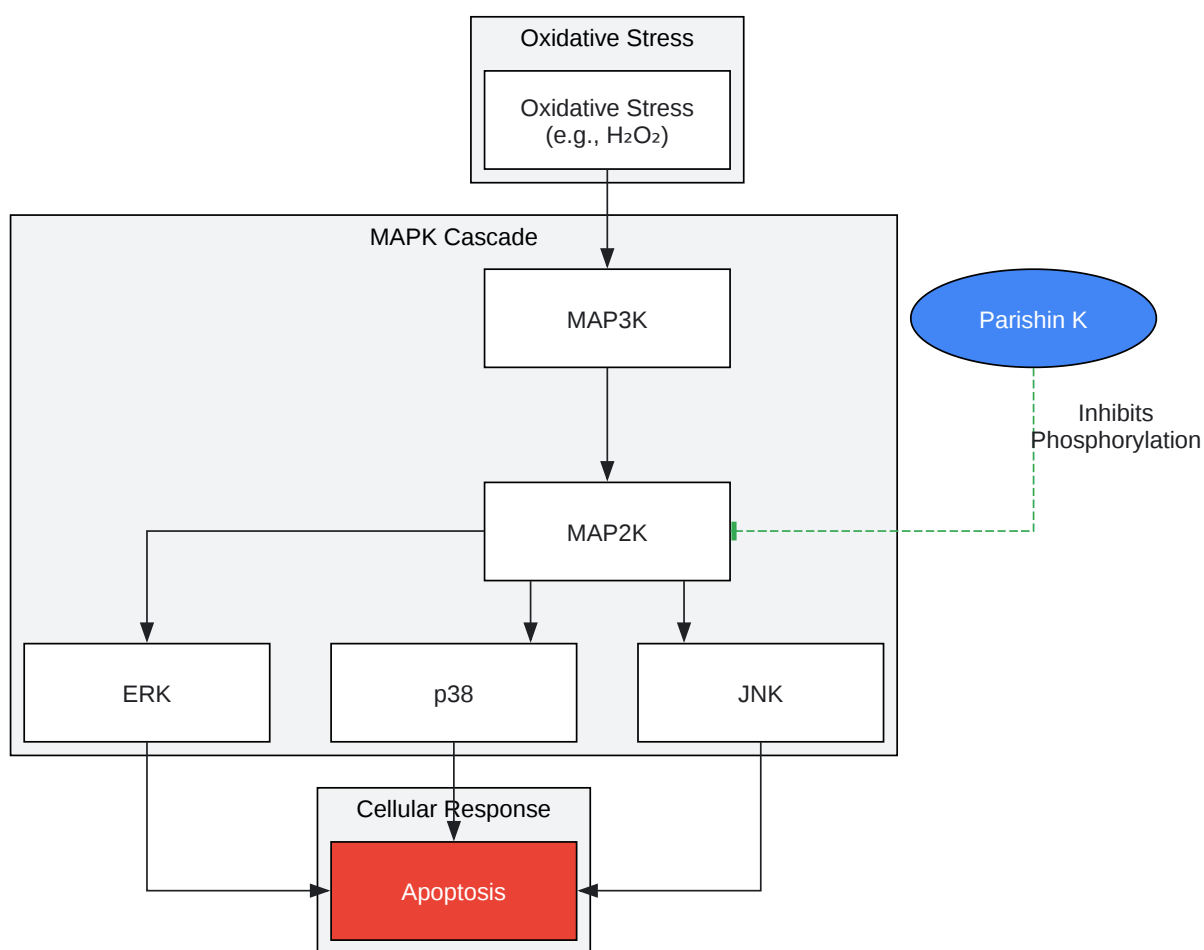 Oxidative Stress
Oxidative Stress
(e.g., H₂O₂)
MAPK Cascade
MAP3K
Parishin K
Inhibits
Phosphorylation
MAP2K
ERK
p38
JNK
Cellular Response
Apoptosis